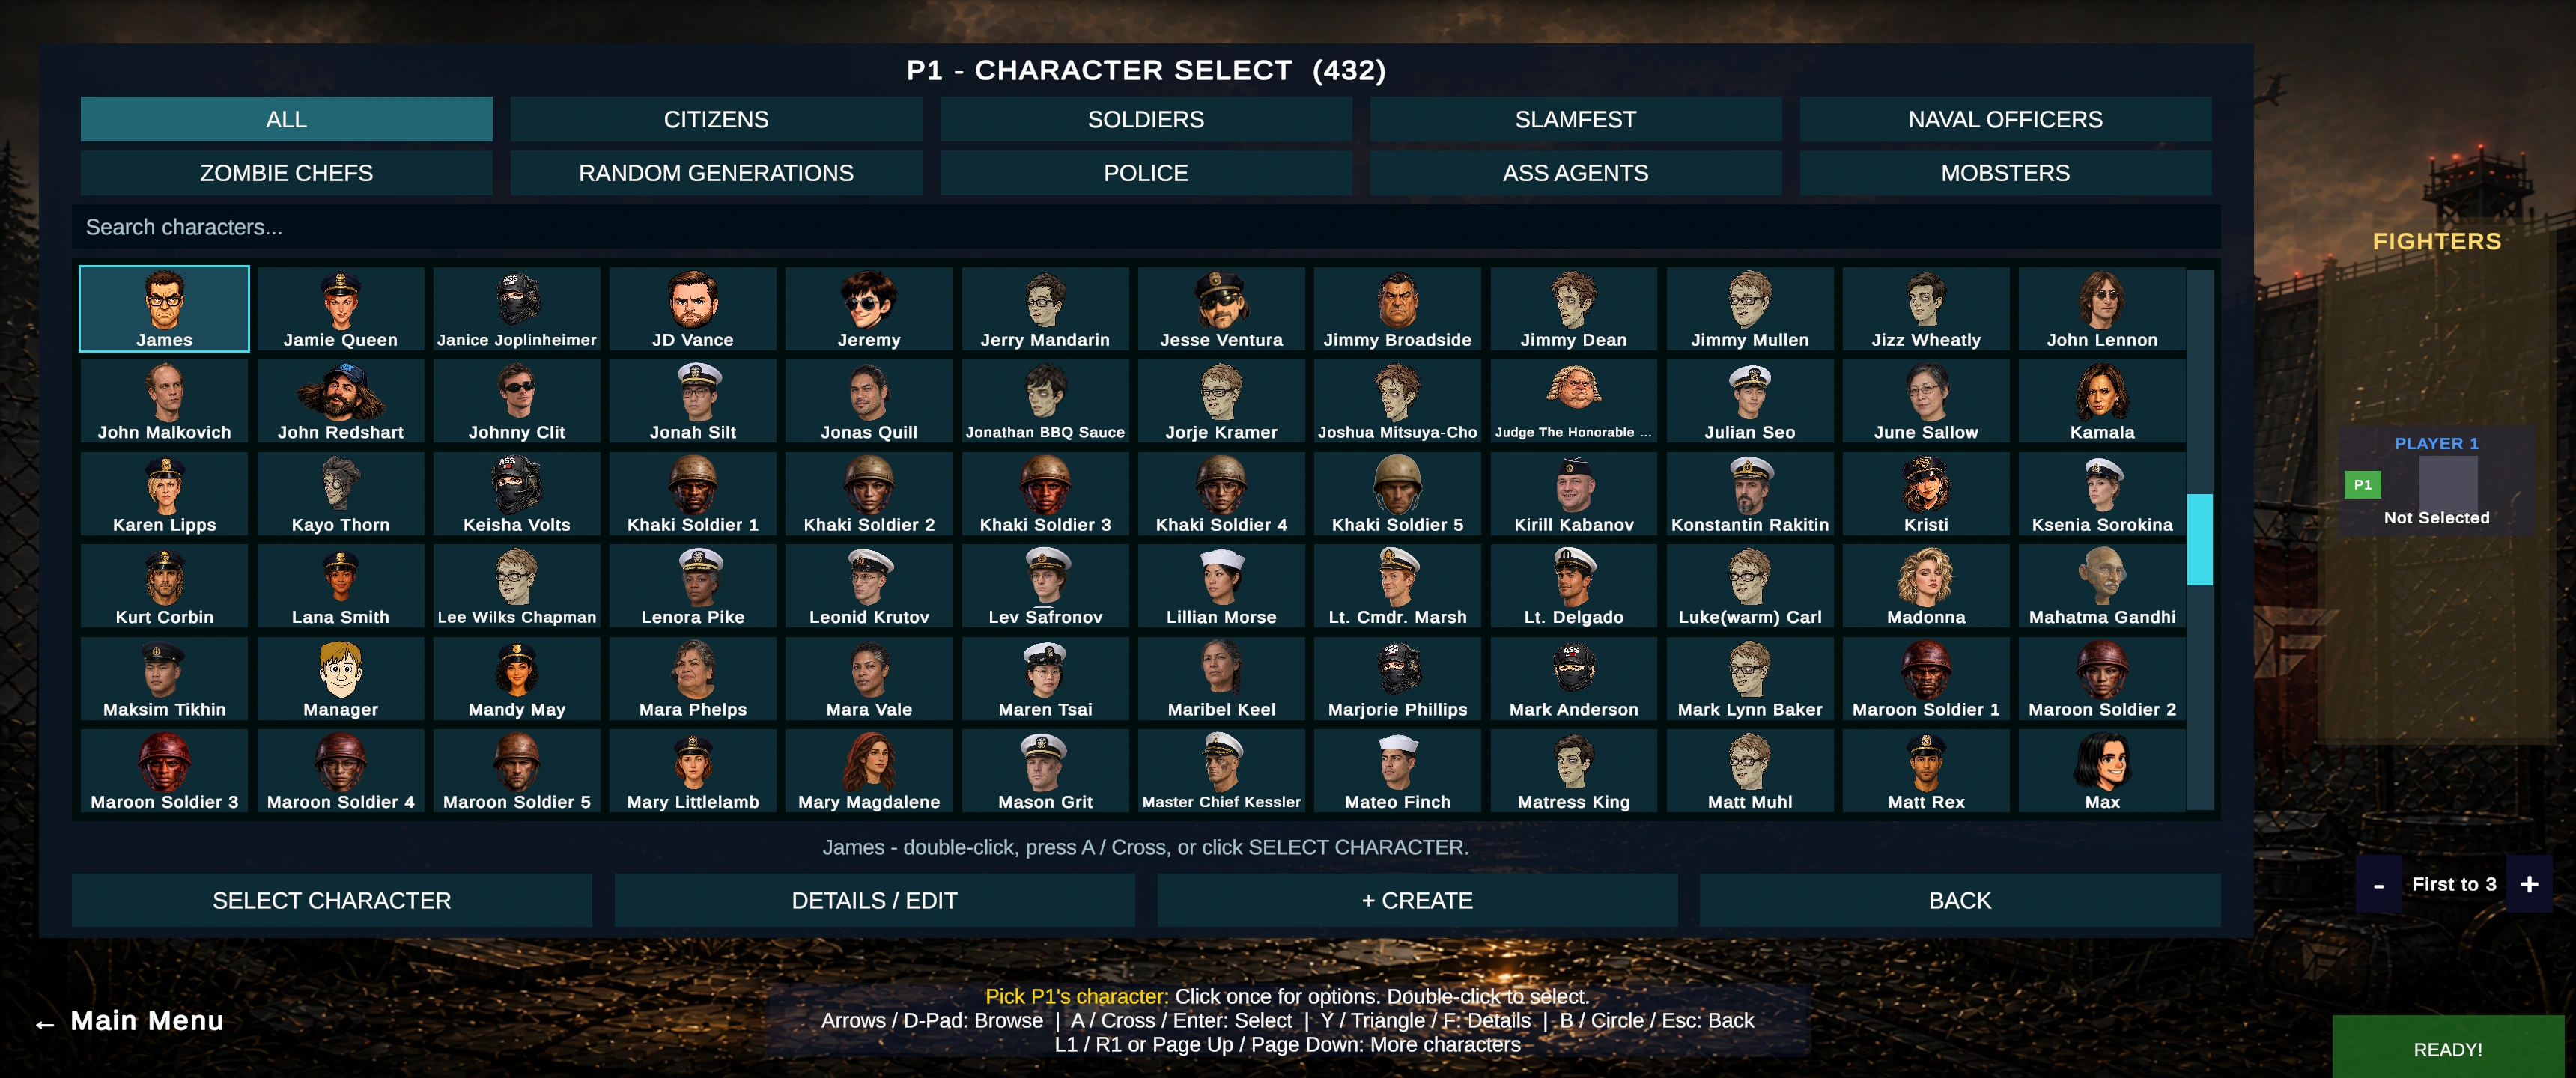 P1 - CHARACTER SELECT (432)
ALL CITIZENS SOLDIERS SLAMFEST NAVAL OFFICERS
ZOMBIE CHEFS RANDOM GENERATIONS POLICE ASS AGENTS MOBSTERS
Search characters...
James Jamie Queen Janice Joplinheimer JD Vance Jeremy Jerry Mandarin Jesse Ventura Jimmy Broadside Jimmy Dean Jimmy Mullen Jizz Wheatly John Lennon
John Malkovich John Redshart Johnny Clit Jonah Silt Jonas Quill Jonathan BBQ Sauce Jorje Kramer Joshua Mitsuya-Cho Judge The Honorable ... Julian Seo June Sallow Kamala
Karen Lipps Kayo Thorn Keisha Volts Khaki Soldier 1 Khaki Soldier 2 Khaki Soldier 3 Khaki Soldier 4 Khaki Soldier 5 Kirill Kabanov Konstantin Rakitin Kristi Ksenia Sorokina
Kurt Corbin Lana Smith Lee Wilks Chapman Lenora Pike Leonid Krutov Lev Safronov Lillian Morse Lt. Cmdr. Marsh Lt. Delgado Luke(warm) Carl Madonna Mahatma Gandhi
Maksim Tikhin Manager Mandy May Mara Phelps Mara Vale Maren Tsai Maribel Keel Marjorie Phillips Mark Anderson Mark Lynn Baker Maroon Soldier 1 Maroon Soldier 2
Maroon Soldier 3 Maroon Soldier 4 Maroon Soldier 5 Mary Littlelamb Mary Magdalene Mason Grit Master Chief Kessler Mateo Finch Matress King Matt Muhl Matt Rex Max
James - double-click, press A / Cross, or click SELECT CHARACTER.
SELECT CHARACTER DETAILS / EDIT + CREATE BACK
FIGHTERS
PLAYER 1
P1
Not Selected
- First to 3 +
← Main Menu
Pick P1's character: Click once for options. Double-click to select.
Arrows / D-Pad: Browse | A / Cross / Enter: Select | Y / Triangle / F: Details | B / Circle / Esc: Back
L1 / R1 or Page Up / Page Down: More characters
READY!